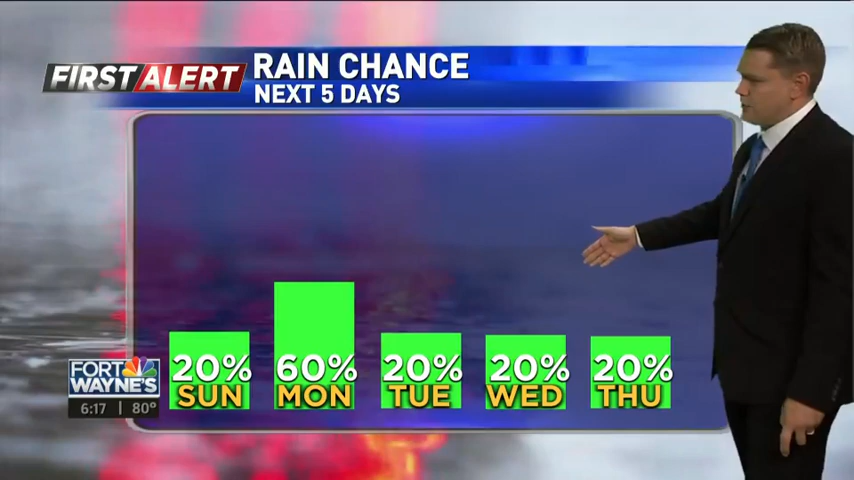 FIRST ALERT
RAIN CHANCE
NEXT 5 DAYS
20% 60% 20% 20% 20%
SUN MON TUE WED THU
FORT
WAYNE'S
6:17 | 80°